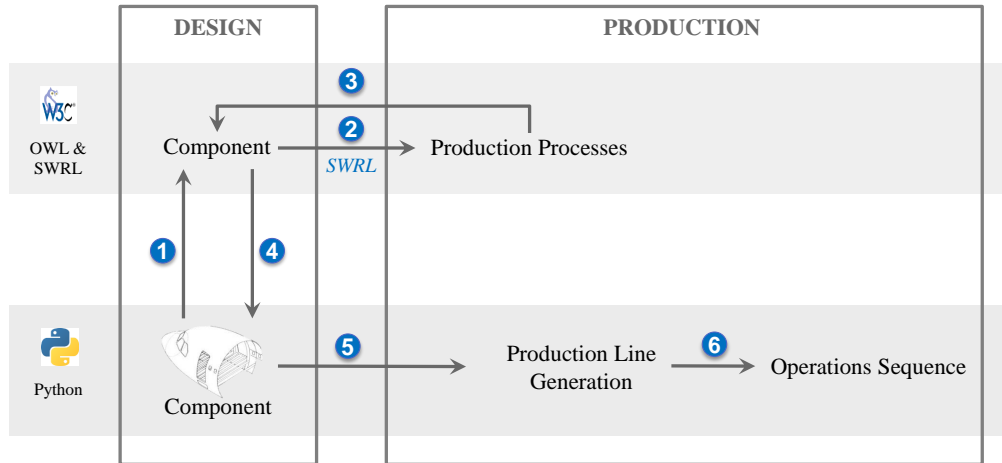 DESIGN
PRODUCTION
3
W3C®
2
OWL &
SWRL
Component
Production Processes
SWRL
1
4
5
6
Python
Production Line
Generation
Operations Sequence
Component